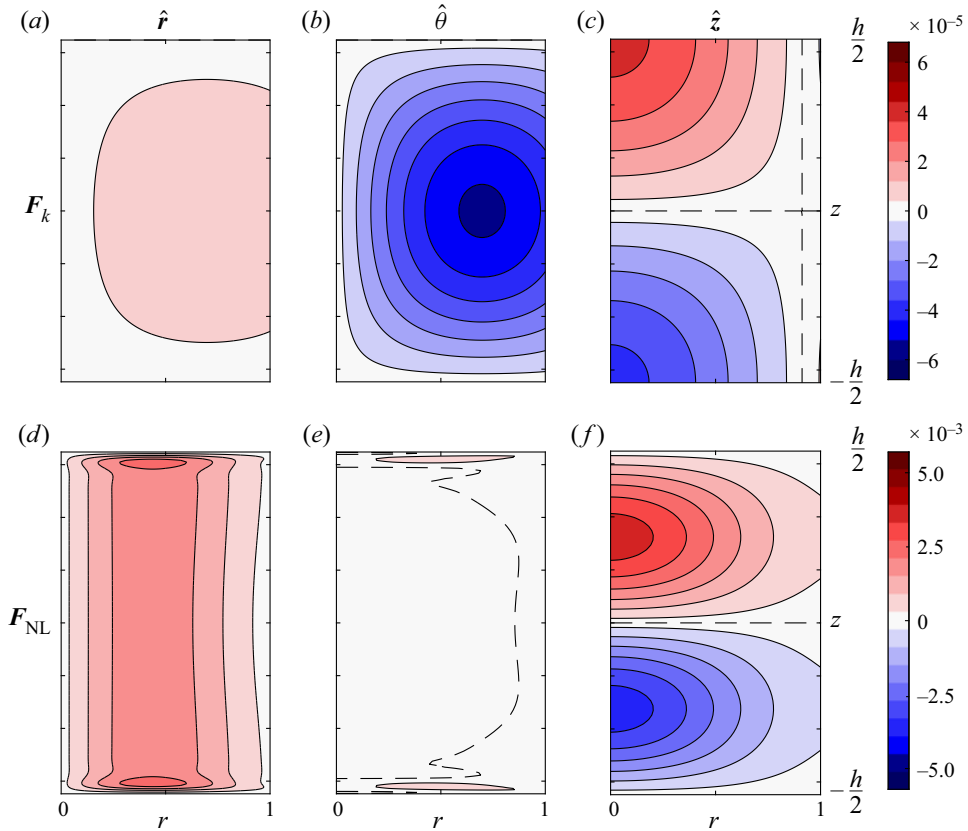 (a) r̂ (b) θ̂ (c) ẑ h/2 × 10⁻⁵
6
4
2
F_k z 0
–2
–4
–6
–h/2
(d) (e) (f) h/2 × 10⁻³
5.0
2.5
F_NL z 0
–2.5
–5.0
–h/2
0 1 0 1 0 1
r θ r